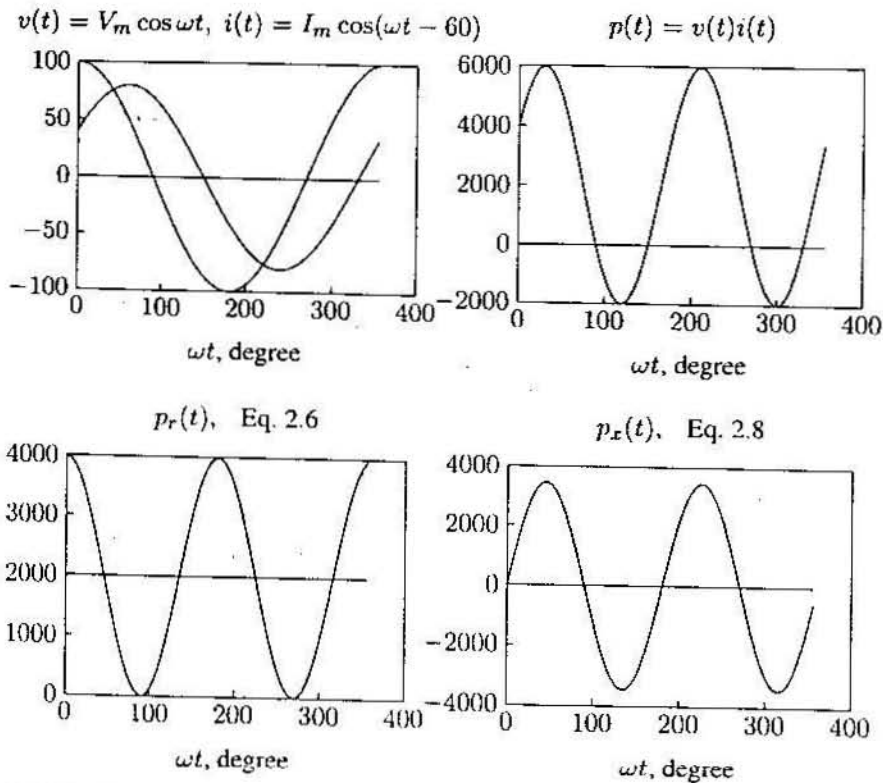 v(t) = V_m cos ωt, i(t) = I_m cos(ωt − 60)
p(t) = v(t)i(t)
100
50
0
−50
−100
0 100 200 300 400
ωt, degree
6000
4000
2000
0
−2000
0 100 200 300 400
ωt, degree
p_r(t), Eq. 2.6
4000
3000
2000
1000
0
0 100 200 300 400
ωt, degree
p_x(t), Eq. 2.8
4000
2000
0
−2000
−4000
0 100 200 300 400
ωt, degree